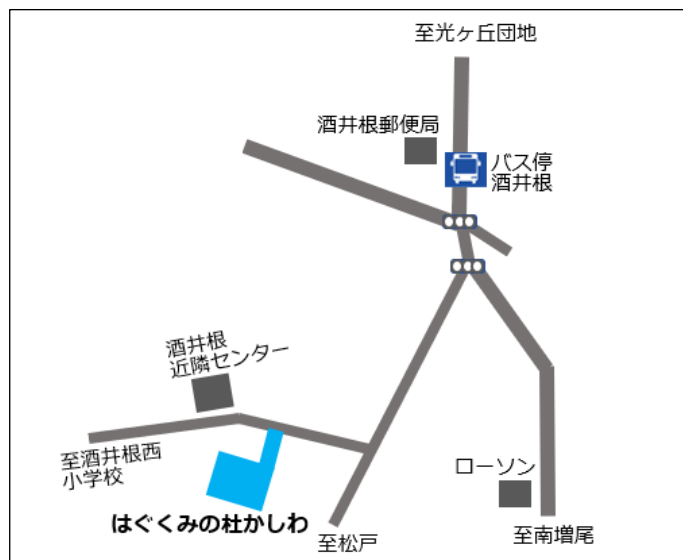 至光ヶ丘団地
酒井根郵便局
バス停
酒井根
酒井根
近隣センター
至酒井根西
小学校
ローソン
はぐくみの杜かしわ
至松戸
至南増尾